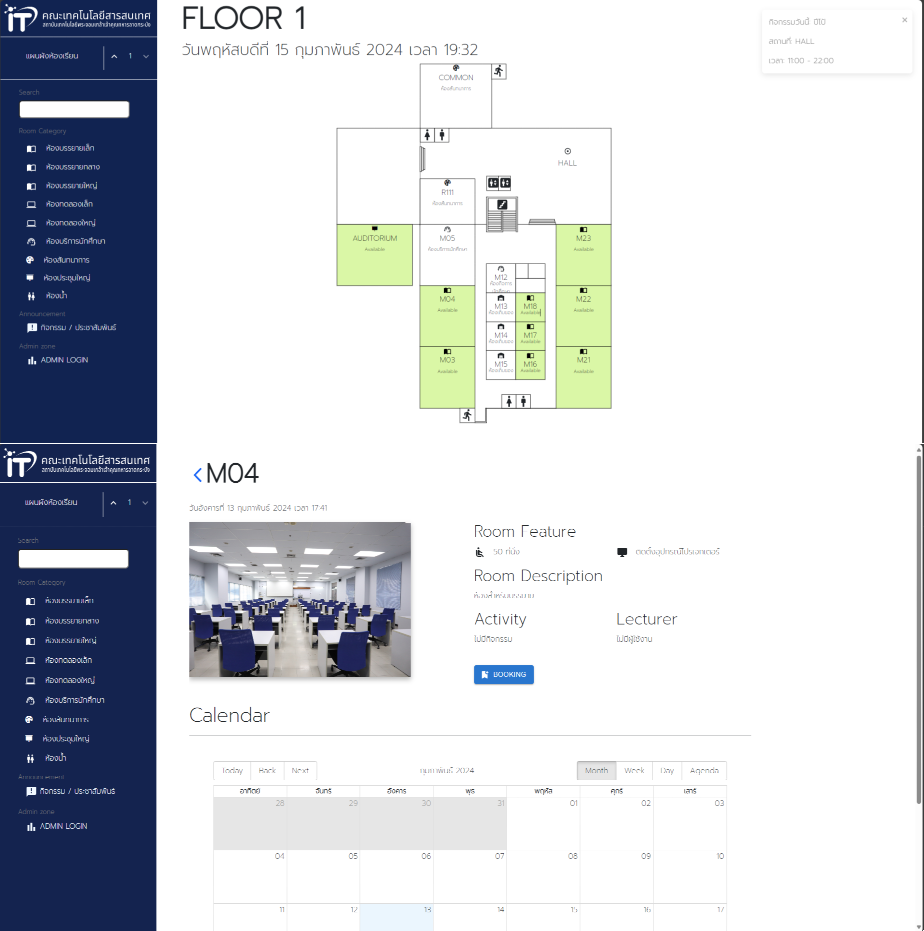 iT
คณะเทคโนโลยีสารสนเทศ
สถาบันเทคโนโลยีพระจอมเกล้าเจ้าคุณทหารลาดกระบัง
แผนผังห้องเรียน
1
Search
Room Category
ห้องบรรยายเล็ก
ห้องบรรยายกลาง
ห้องบรรยายใหญ่
ห้องทดลองเล็ก
ห้องทดลองใหญ่
ห้องบริการนักศึกษา
ห้องสันทนาการ
ห้องประชุมใหญ่
ห้องน้ำ
Announcement
กิจกรรม / ประชาสัมพันธ์
Admin zone
ADMIN LOGIN
FLOOR 1
วันพฤหัสบดีที่ 15 กุมภาพันธ์ 2024 เวลา 19:32
กิจกรรมวันนี้ ปิโป้
สถานที่: HALL
เวลา: 11:00 - 22:00
COMMON
ห้องสันทนาการ
HALL
R111
ห้องสันทนาการ
AUDITORIUM
Available
M05
ห้องบริการนักศึกษา
M23
Available
M12
M04
Available
M13
ห้องเก็บของ
M18
Available
M22
Available
M14
ห้องเก็บของ
M17
Available
M03
Available
M15
ห้องเก็บของ
M16
Available
M21
Available
iT
คณะเทคโนโลยีสารสนเทศ
สถาบันเทคโนโลยีพระจอมเกล้าเจ้าคุณทหารลาดกระบัง
แผนผังห้องเรียน
1
Search
Room Category
ห้องบรรยายเล็ก
ห้องบรรยายกลาง
ห้องบรรยายใหญ่
ห้องทดลองเล็ก
ห้องทดลองใหญ่
ห้องบริการนักศึกษา
ห้องสันทนาการ
ห้องประชุมใหญ่
ห้องน้ำ
Announcement
กิจกรรม / ประชาสัมพันธ์
Admin zone
ADMIN LOGIN
M04
วันอังคารที่ 13 กุมภาพันธ์ 2024 เวลา 17:41
Room Feature
50 ที่นั่ง
ติดตั้งอุปกรณ์โปรเจกเตอร์
Room Description
ห้องสำหรับบรรยาย
Activity
Lecturer
ไม่มีกิจกรรม
ไม่มีผู้ใช้งาน
BOOKING
Calendar
Today Back Next
กุมภาพันธ์ 2024
Month Week Day Agenda
อาทิตย์ จันทร์ อังคาร พุธ พฤหัส ศุกร์ เสาร์
28 29 30 31 01 02 03
04 05 06 07 08 09 10
11 12 13 14 15 16 17